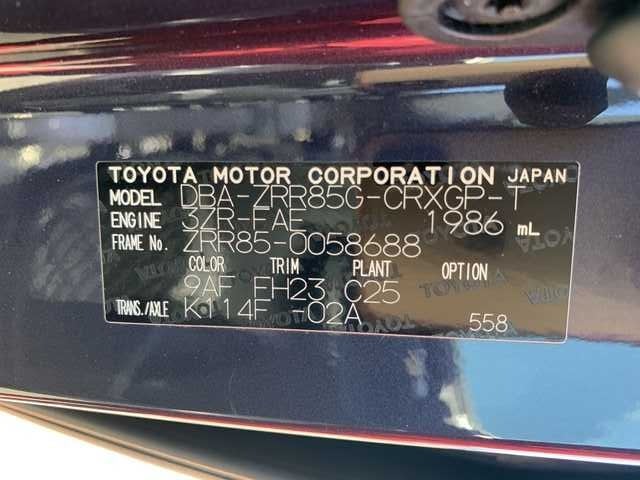 TOYOTA MOTOR CORPORATION JAPAN
MODEL DBA-ZRR85G-CRXGP-T
ENGINE 3ZR-FAE 1986 mL
FRAME No. ZRR85-0058688
COLOR TRIM PLANT OPTION
9AF FH23 C25
TRANS./AXLE K114F -02A
558